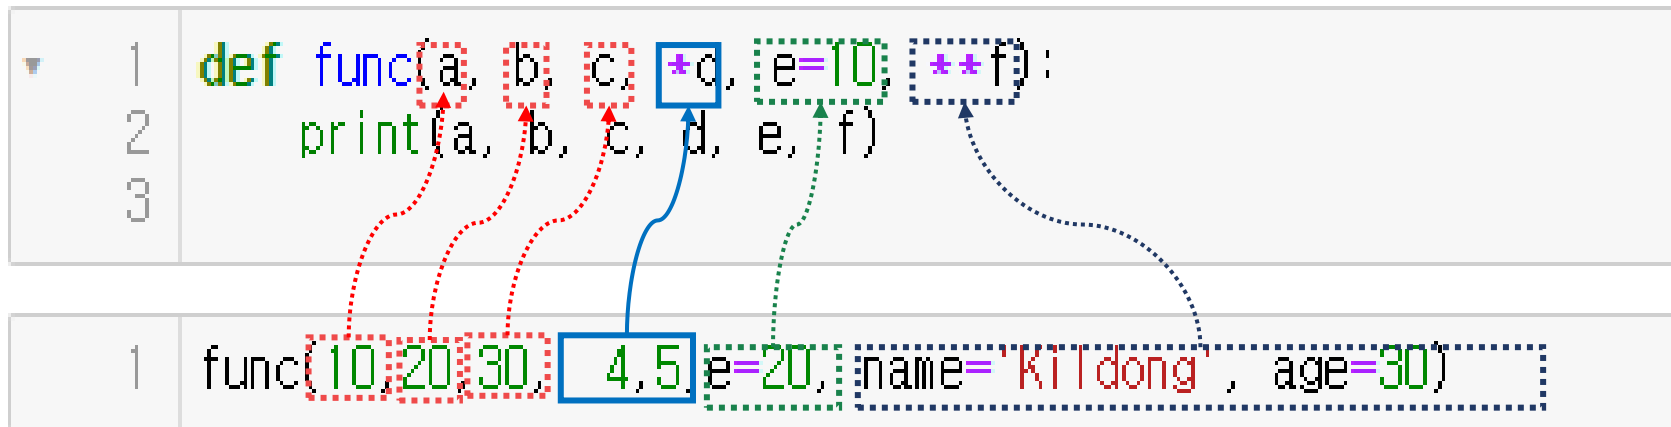 1 def func(a, b, c, *d, e=10, **f):
2 print(a, b, c, d, e, f)
3
1 func(10,20,30, 4,5,e=20, name='Kildong', age=30)